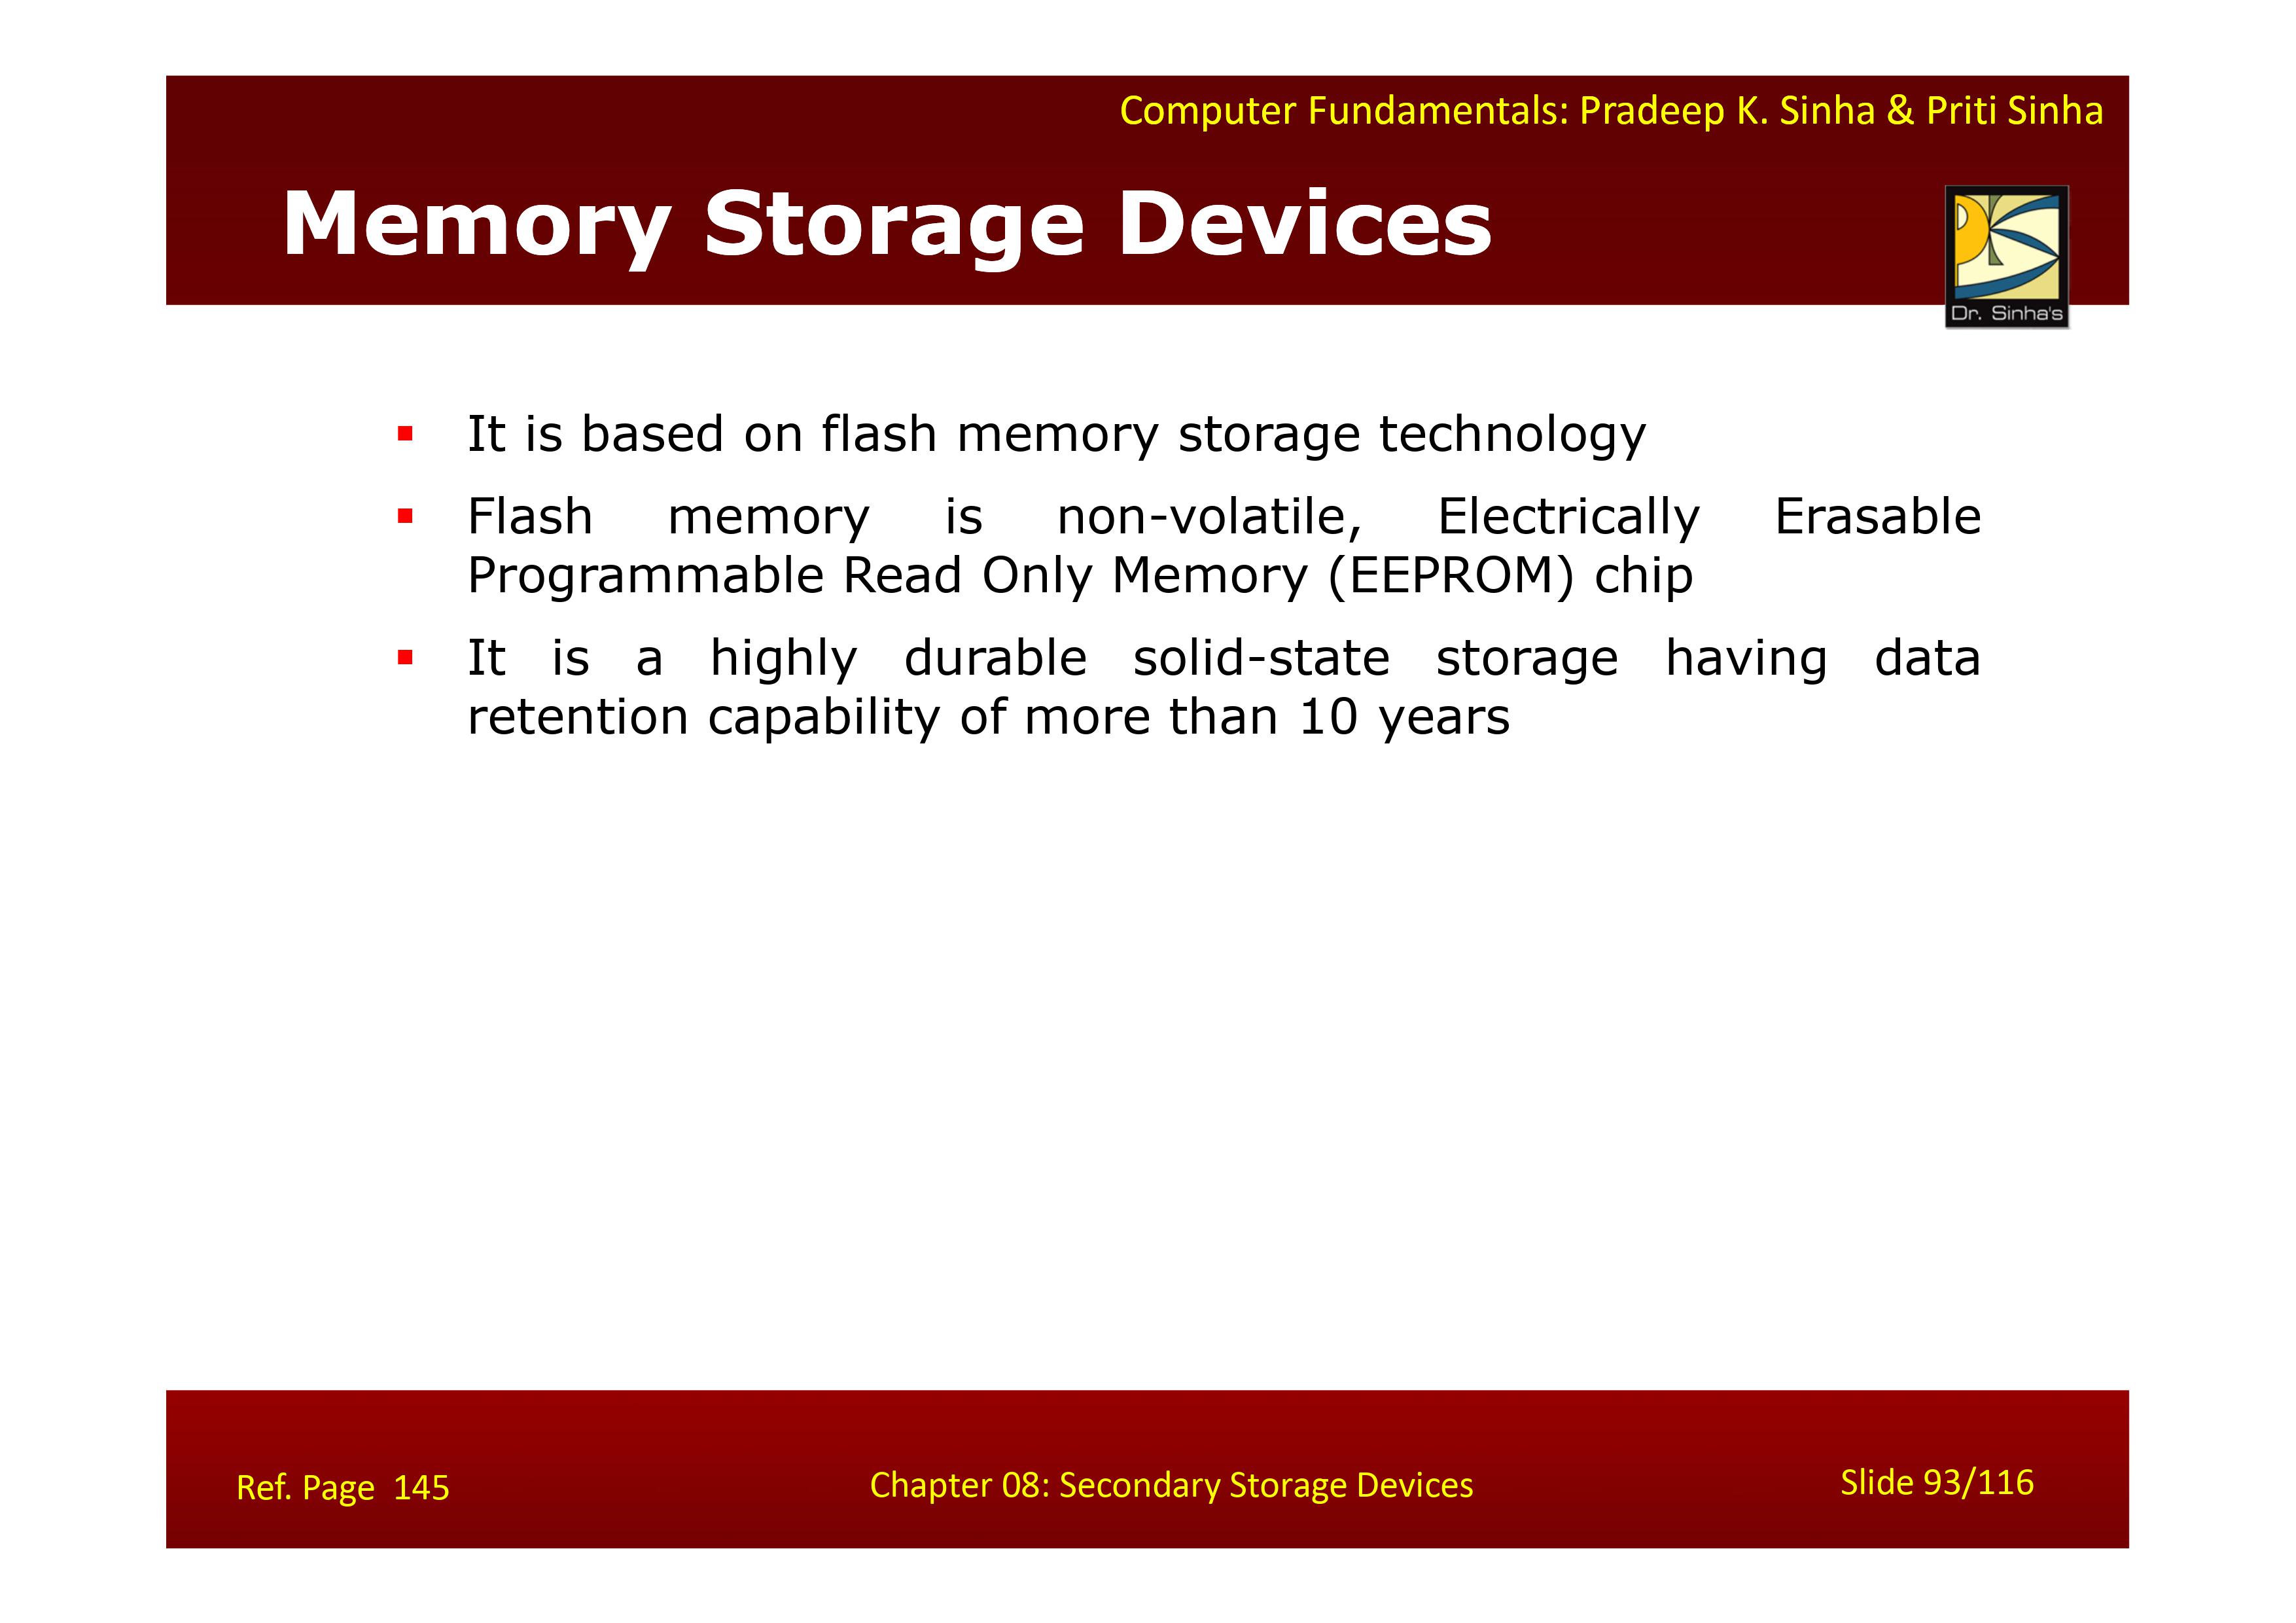 Computer Fundamentals: Pradeep K. Sinha & Priti Sinha
Memory Storage Devices
Dr. Sinha's
▪ It is based on flash memory storage technology
▪ Flash memory is non-volatile, Electrically Erasable
Programmable Read Only Memory (EEPROM) chip
▪ It is a highly durable solid-state storage having data
retention capability of more than 10 years
Ref. Page 145
Chapter 08: Secondary Storage Devices
Slide 93/116